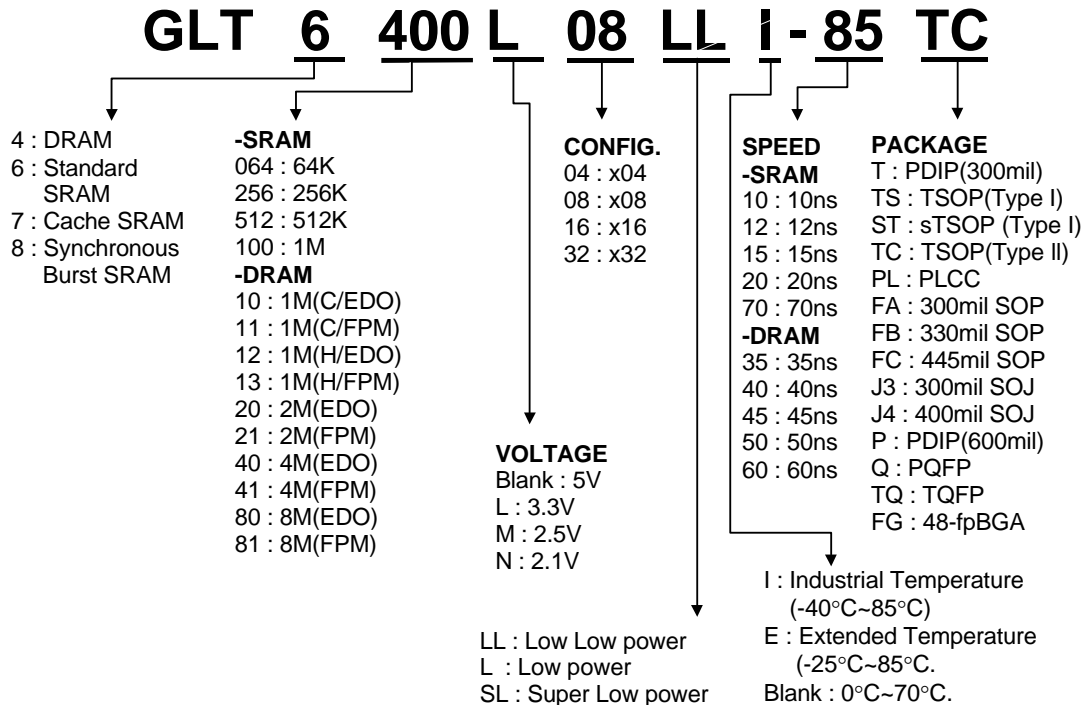 GLT 6 400 L 08 LL I - 85 TC
4 : DRAM
6 : Standard
SRAM
7 : Cache SRAM
8 : Synchronous
Burst SRAM
-SRAM
064 : 64K
256 : 256K
512 : 512K
100 : 1M
-DRAM
10 : 1M(C/EDO)
11 : 1M(C/FPM)
12 : 1M(H/EDO)
13 : 1M(H/FPM)
20 : 2M(EDO)
21 : 2M(FPM)
40 : 4M(EDO)
41 : 4M(FPM)
80 : 8M(EDO)
81 : 8M(FPM)
VOLTAGE
Blank : 5V
L : 3.3V
M : 2.5V
N : 2.1V
CONFIG.
04 : x04
08 : x08
16 : x16
32 : x32
LL : Low Low power
L : Low power
SL : Super Low power
SPEED
-SRAM
10 : 10ns
12 : 12ns
15 : 15ns
20 : 20ns
70 : 70ns
-DRAM
35 : 35ns
40 : 40ns
45 : 45ns
50 : 50ns
60 : 60ns
PACKAGE
T : PDIP(300mil)
TS : TSOP(Type I)
ST : sTSOP (Type I)
TC : TSOP(Type II)
PL : PLCC
FA : 300mil SOP
FB : 330mil SOP
FC : 445mil SOP
J3 : 300mil SOJ
J4 : 400mil SOJ
P : PDIP(600mil)
Q : PQFP
TQ : TQFP
FG : 48-fpBGA
I : Industrial Temperature
(-40°C~85°C)
E : Extended Temperature
(-25°C~85°C.
Blank : 0°C~70°C.